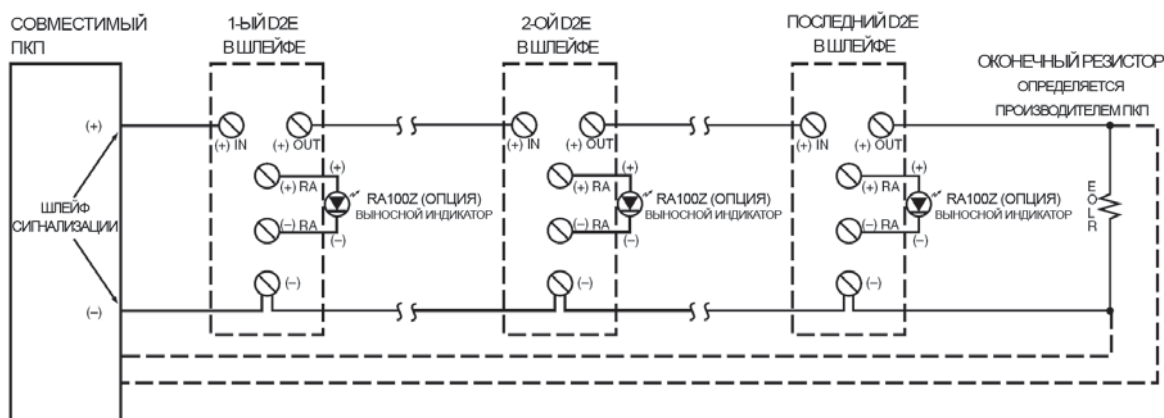 СОВМЕСТИМЫЙ
ПКП
1-ЫЙ D2E
В ШЛЕЙФЕ
2-ОЙ D2E
В ШЛЕЙФЕ
ПОСЛЕДНИЙ D2E
В ШЛЕЙФЕ
ОКОНЕЧНЫЙ РЕЗИСТОР
ОПРЕДЕЛЯЕТСЯ
ПРОИЗВОДИТЕЛЕМ ПКП
(+)
ШЛЕЙФ
СИГНАЛИЗАЦИИ
(–)
(+) IN
(+) OUT
(+) RA
(–) RA
(+)
(–)
(–)
RA100Z (ОПЦИЯ)
ВЫНОСНОЙ ИНДИКАТОР
(+) IN
(+) OUT
(+) RA
(–) RA
(+)
(–)
(–)
RA100Z (ОПЦИЯ)
ВЫНОСНОЙ ИНДИКАТОР
(+) IN
(+) OUT
(+) RA
(–) RA
(+)
(–)
(–)
RA100Z (ОПЦИЯ)
ВЫНОСНОЙ ИНДИКАТОР
EOLR